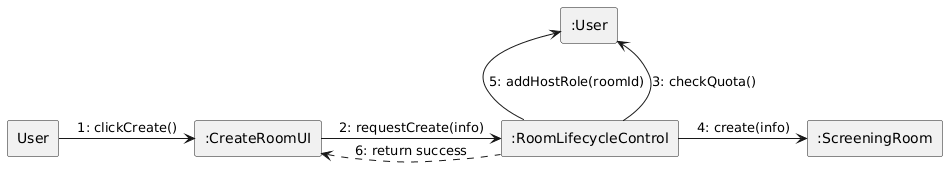 :User
5: addHostRole(roomId)
3: checkQuota()
User
1: clickCreate()
:CreateRoomUI
2: requestCreate(info)
6: return success
:RoomLifecycleControl
4: create(info)
:ScreeningRoom